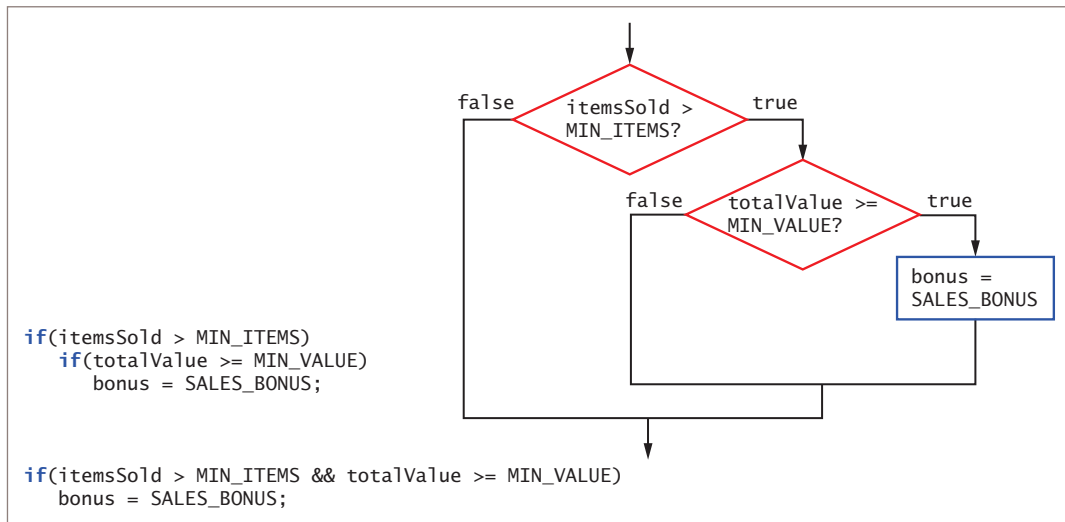 false
itemsSold >
MIN_ITEMS?
true
false
totalValue >=
MIN_VALUE?
true
bonus =
SALES_BONUS
if(itemsSold > MIN_ITEMS)
if(totalValue >= MIN_VALUE)
bonus = SALES_BONUS;
if(itemsSold > MIN_ITEMS && totalValue >= MIN_VALUE)
bonus = SALES_BONUS;